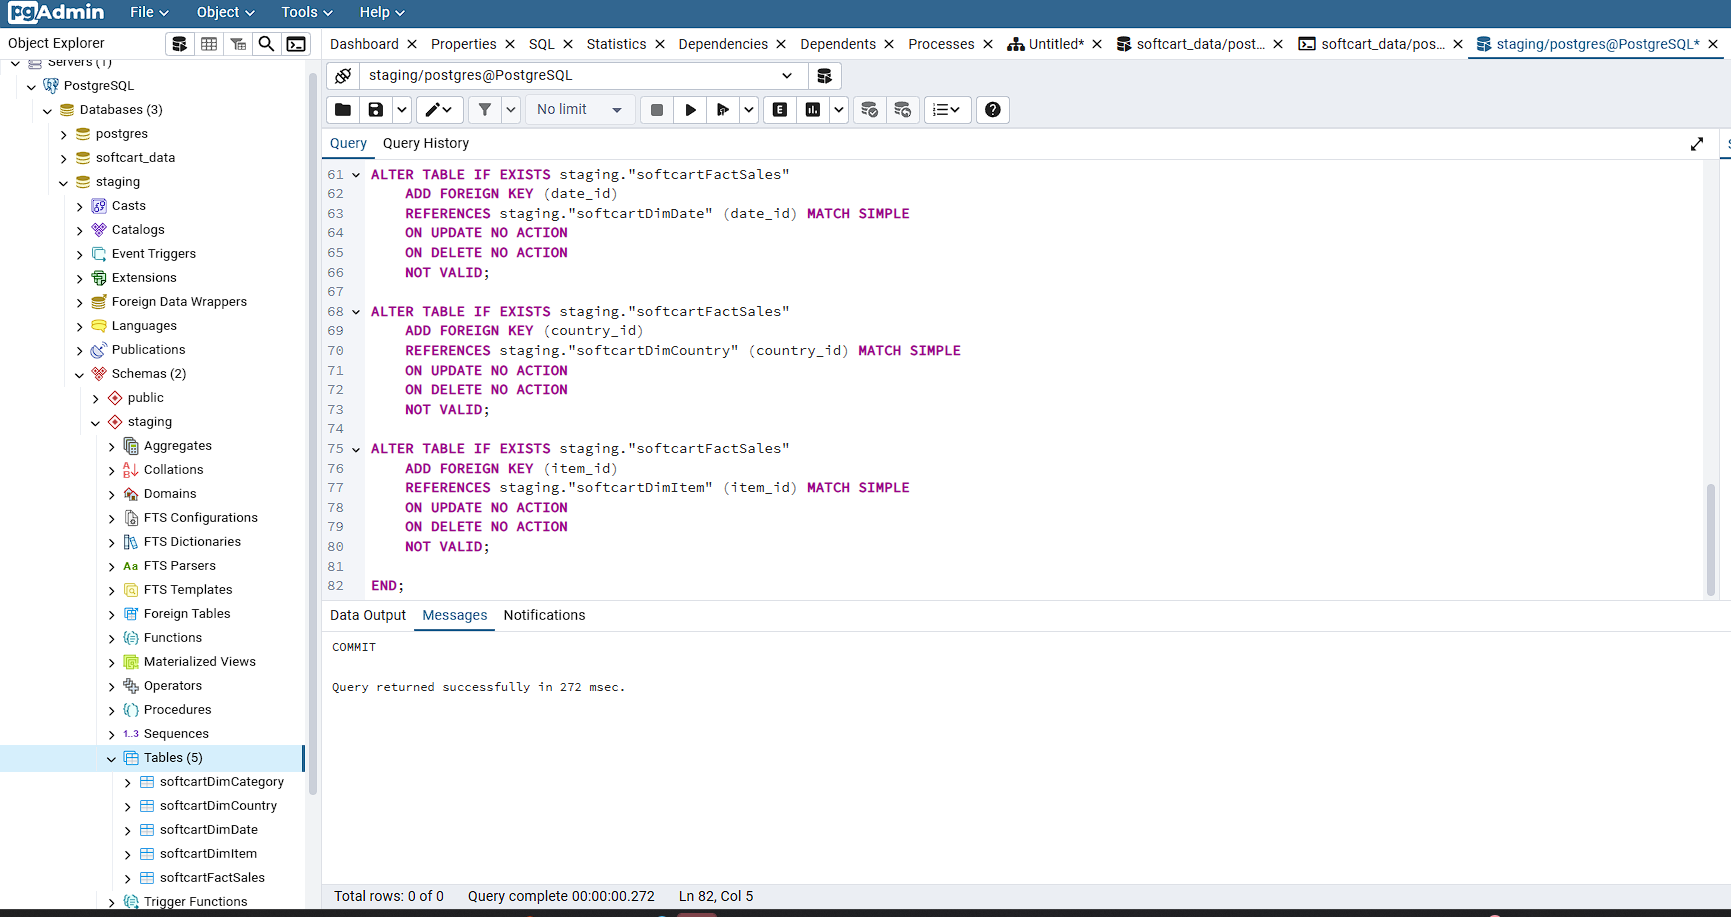 pgAdmin File Object Tools Help
Object Explorer
Dashboard Properties SQL Statistics Dependencies Dependents Processes Untitled* softcart_data/post... softcart_data/pos... staging/postgres@PostgreSQL*
Servers (1)
PostgreSQL
Databases (3)
postgres
softcart_data
staging
Casts
Catalogs
Event Triggers
Extensions
Foreign Data Wrappers
Languages
Publications
Schemas (2)
public
staging
Aggregates
Collations
Domains
FTS Configurations
FTS Dictionaries
Aa FTS Parsers
FTS Templates
Foreign Tables
Functions
Materialized Views
Operators
Procedures
1..3 Sequences
Tables (5)
softcartDimCategory
softcartDimCountry
softcartDimDate
softcartDimItem
softcartFactSales
Trigger Functions
staging/postgres@PostgreSQL
No limit
E
Query Query History
61 ALTER TABLE IF EXISTS staging."softcartFactSales"
62 ADD FOREIGN KEY (date_id)
63 REFERENCES staging."softcartDimDate" (date_id) MATCH SIMPLE
64 ON UPDATE NO ACTION
65 ON DELETE NO ACTION
66 NOT VALID;
67
68 ALTER TABLE IF EXISTS staging."softcartFactSales"
69 ADD FOREIGN KEY (country_id)
70 REFERENCES staging."softcartDimCountry" (country_id) MATCH SIMPLE
71 ON UPDATE NO ACTION
72 ON DELETE NO ACTION
73 NOT VALID;
74
75 ALTER TABLE IF EXISTS staging."softcartFactSales"
76 ADD FOREIGN KEY (item_id)
77 REFERENCES staging."softcartDimItem" (item_id) MATCH SIMPLE
78 ON UPDATE NO ACTION
79 ON DELETE NO ACTION
80 NOT VALID;
81
82 END;
Data Output Messages Notifications
COMMIT
Query returned successfully in 272 msec.
Total rows: 0 of 0 Query complete 00:00:00.272 Ln 82, Col 5